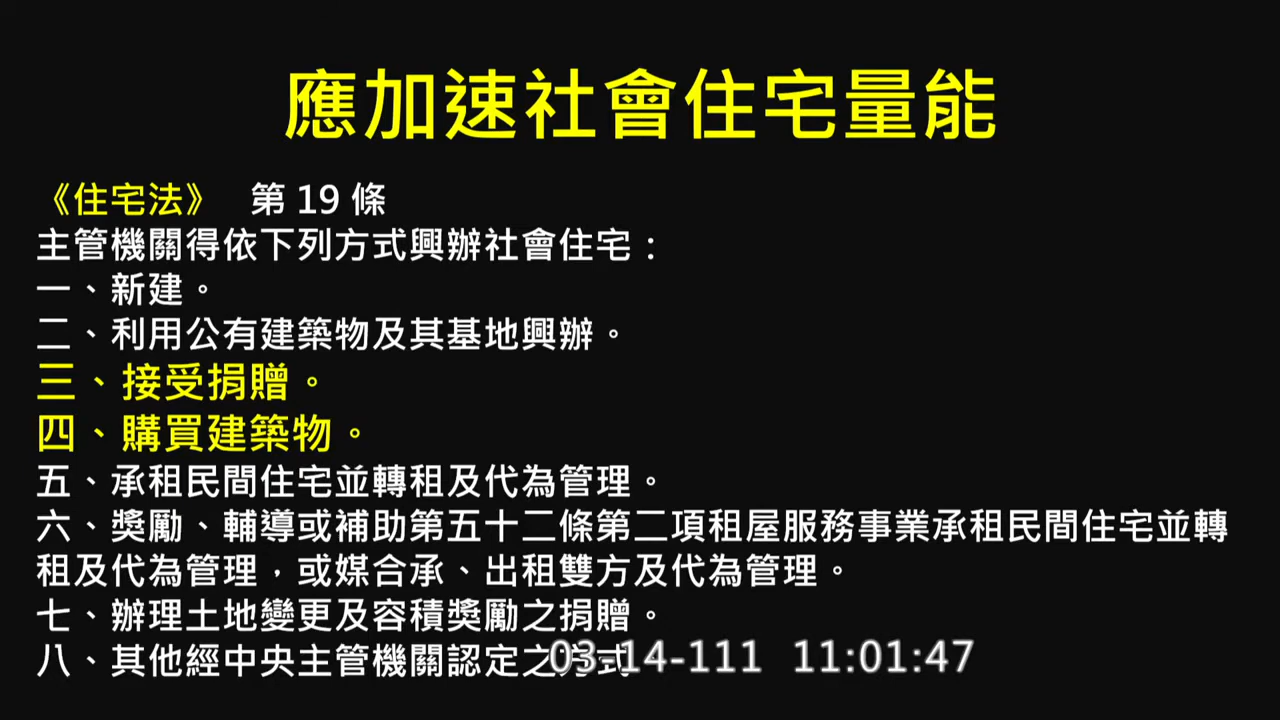 應加速社會住宅量能
《住宅法》 第 19 條
主管機關得依下列方式興辦社會住宅：
一、新建。
二、利用公有建築物及其基地興辦。
三、接受捐贈。
四、購買建築物。
五、承租民間住宅並轉租及代為管理。
六、獎勵、輔導或補助第五十二條第二項租屋服務事業承租民間住宅並轉
租及代為管理，或媒合承、出租雙方及代為管理。
七、辦理土地變更及容積獎勵之捐贈。
八、其他經中央主管機關認定之方式
03-14-111 11:01:47